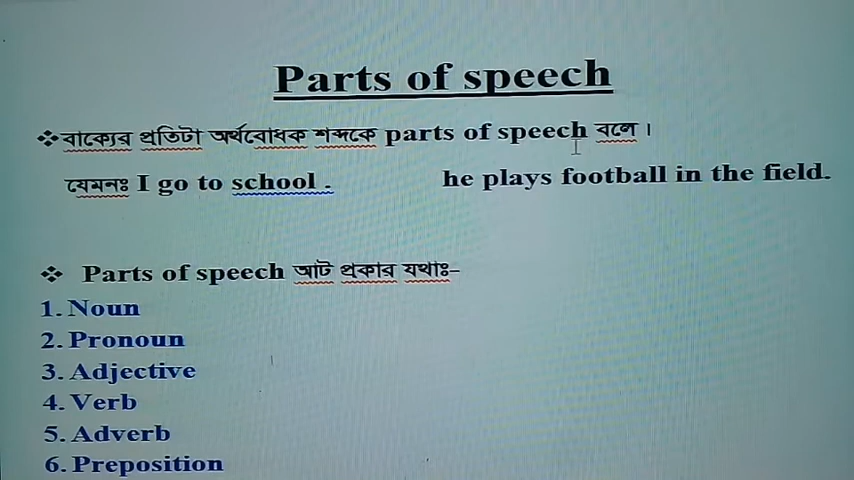 Parts of speech
❖বাক্যের প্রতিটা অর্থবোধক শব্দকে parts of speech বলে ।
যেমনঃ I go to school . he plays football in the field.
❖ Parts of speech আট প্রকার যথাঃ–
1. Noun
2. Pronoun
3. Adjective
4. Verb
5. Adverb
6. Preposition